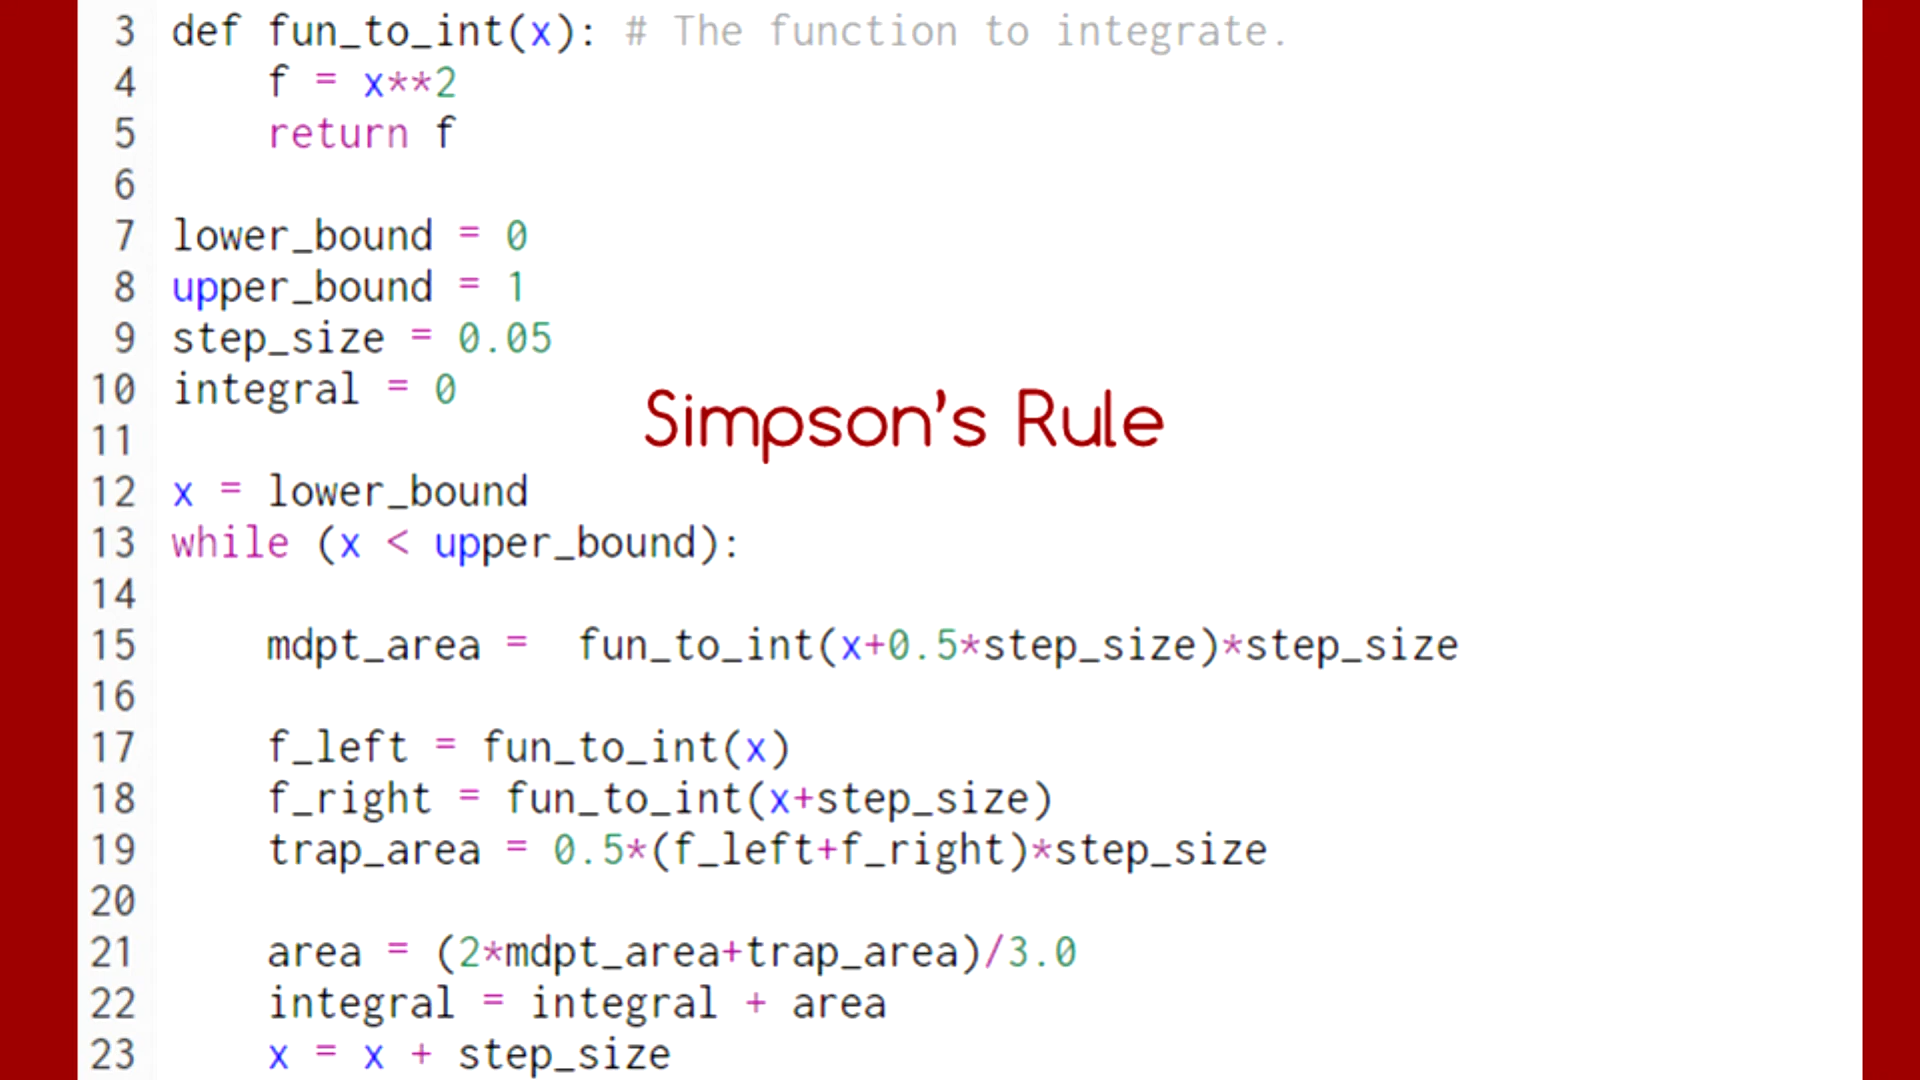 3 def fun_to_int(x): # The function to integrate.
4     f = x**2
5     return f
6
7 lower_bound = 0
8 upper_bound = 1
9 step_size = 0.05
10 integral = 0
Simpson's Rule
11
12 x = lower_bound
13 while (x < upper_bound):
14
15     mdpt_area =  fun_to_int(x+0.5*step_size)*step_size
16
17     f_left = fun_to_int(x)
18     f_right = fun_to_int(x+step_size)
19     trap_area = 0.5*(f_left+f_right)*step_size
20
21     area = (2*mdpt_area+trap_area)/3.0
22     integral = integral + area
23     x = x + step_size